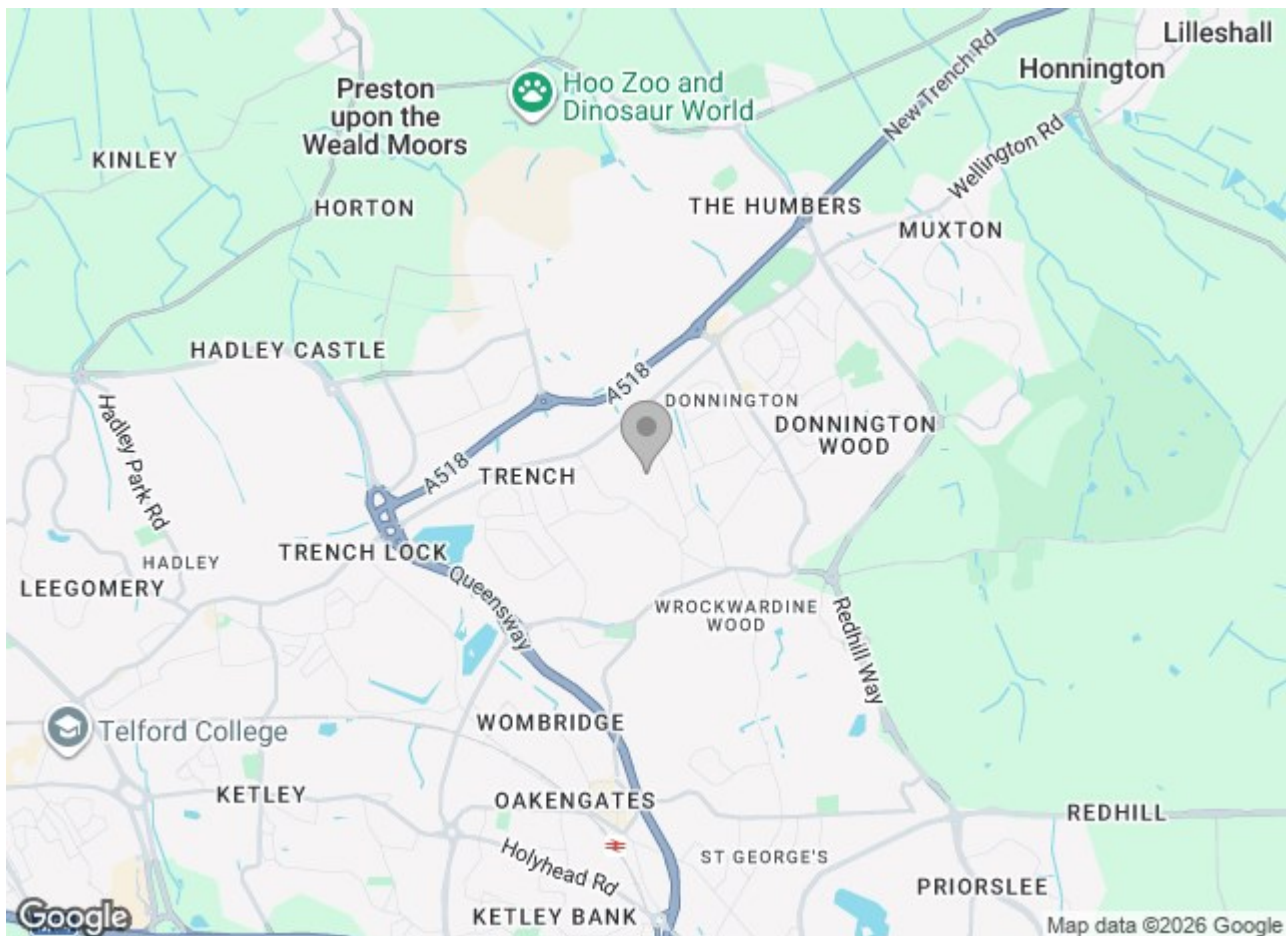 Lilleshall
Honnington
Preston
upon the
Weald Moors
Hoo Zoo and
Dinosaur World
New Trench Rd
Wellington Rd
KINLEY
HORTON
THE HUMBERS
MUXTON
HADLEY CASTLE
A518
DONNINGTON
DONNINGTON
WOOD
Hadley Park Rd
A518
TRENCH
TRENCH LOCK
HADLEY
LEEGOMERY
Queensway
WROCKWARDINE
WOOD
Redhill Way
Telford College
WOMBRIDGE
KETLEY
OAKENGATES
REDHILL
Holyhead Rd
ST GEORGE'S
PRIORSLEE
KETLEY BANK
Google
Map data ©2026 Google